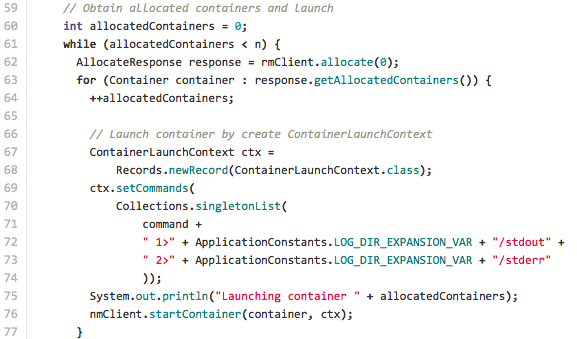 59 // Obtain allocated containers and launch
60 int allocatedContainers = 0;
61 while (allocatedContainers < n) {
62 AllocateResponse response = rmClient.allocate(0);
63 for (Container container : response.getAllocatedContainers()) {
64 ++allocatedContainers;
65
66 // Launch container by create ContainerLaunchContext
67 ContainerLaunchContext ctx =
68 Records.newRecord(ContainerLaunchContext.class);
69 ctx.setCommands(
70 Collections.singletonList(
71 command +
72 " 1>" + ApplicationConstants.LOG_DIR_EXPANSION_VAR + "/stdout" +
73 " 2>" + ApplicationConstants.LOG_DIR_EXPANSION_VAR + "/stderr"
74 ));
75 System.out.println("Launching container " + allocatedContainers);
76 nmClient.startContainer(container, ctx);
77 }